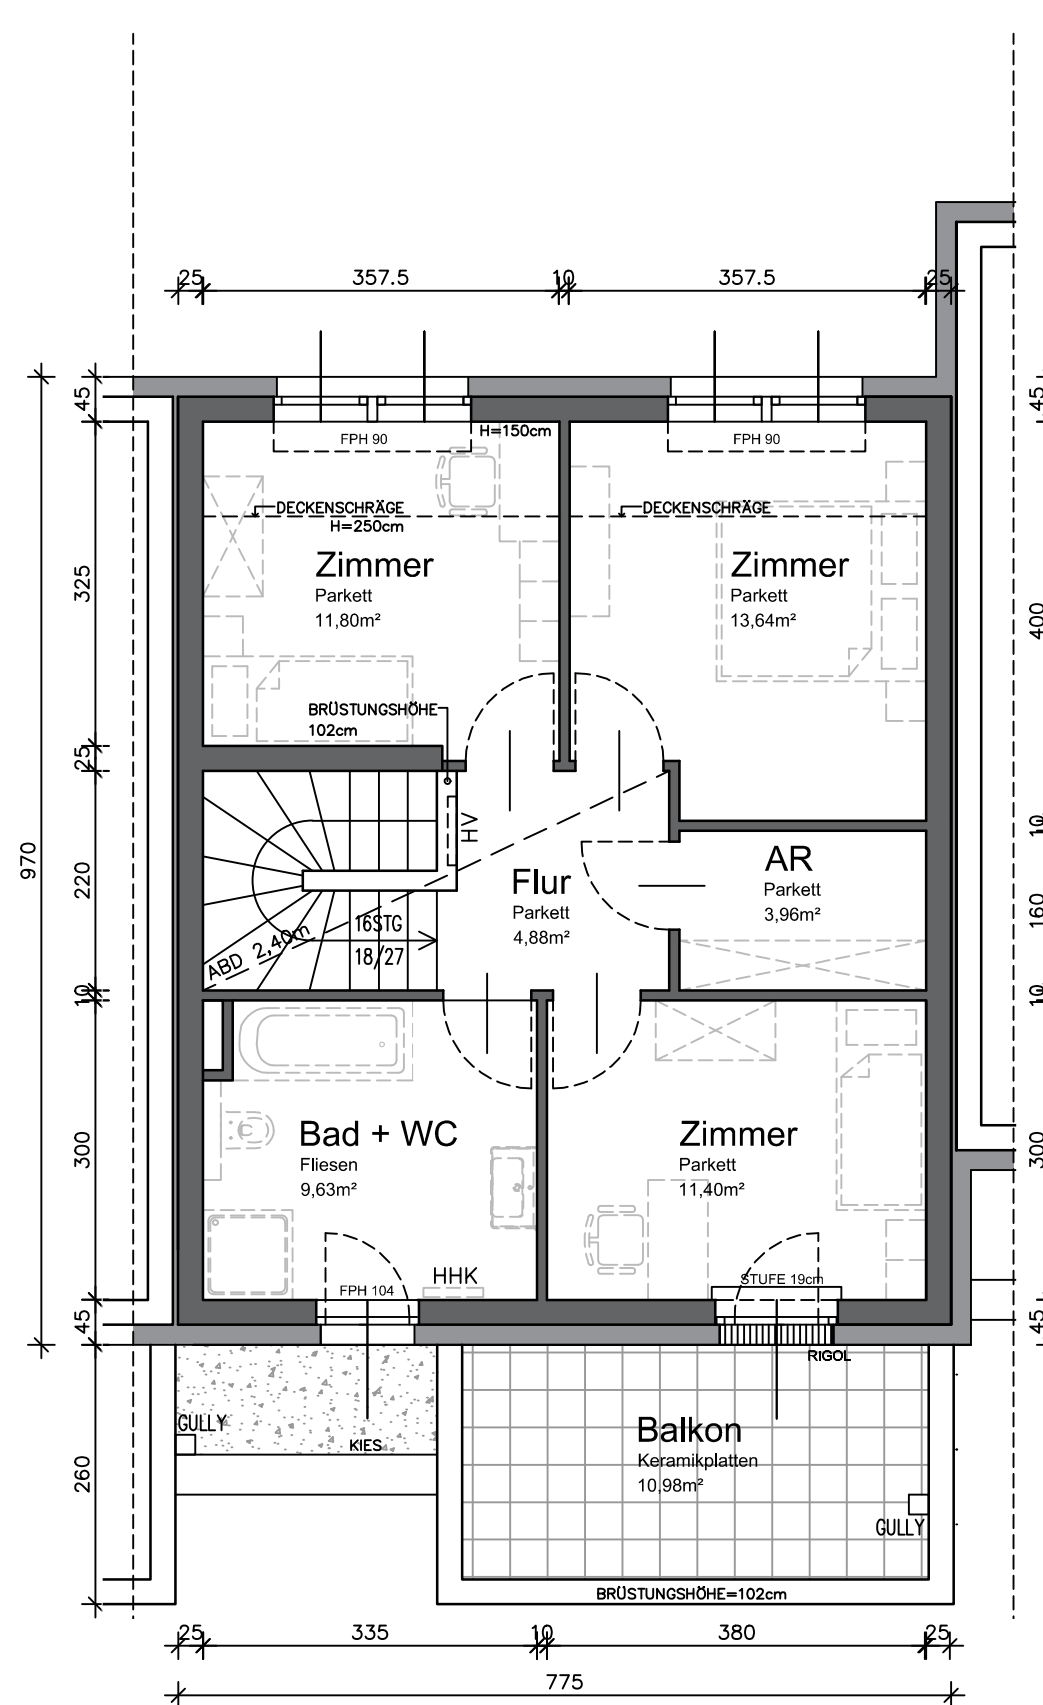 25 357.5 10 357.5 25
45
45
FPH 90
H=150cm
FPH 90
DECKENSCHRÄGE
H=250cm
DECKENSCHRÄGE
Zimmer
Parkett
11,80m²
Zimmer
Parkett
13,64m²
325
400
BRÜSTUNGSHÖHE
102cm
25
970
220
HV
10
Flur
Parkett
4,88m²
AR
Parkett
3,96m²
160
16STG
18/27
ABD 2,40m
10
10
Bad + WC
Fliesen
9,63m²
Zimmer
Parkett
11,40m²
300
300
HHK
FPH 104
STUFE 19cm
45
45
RIGOL
GULLY
KIES
Balkon
Keramikplatten
10,98m²
260
GULLY
BRÜSTUNGSHÖHE=102cm
25 335 10 380 25
775